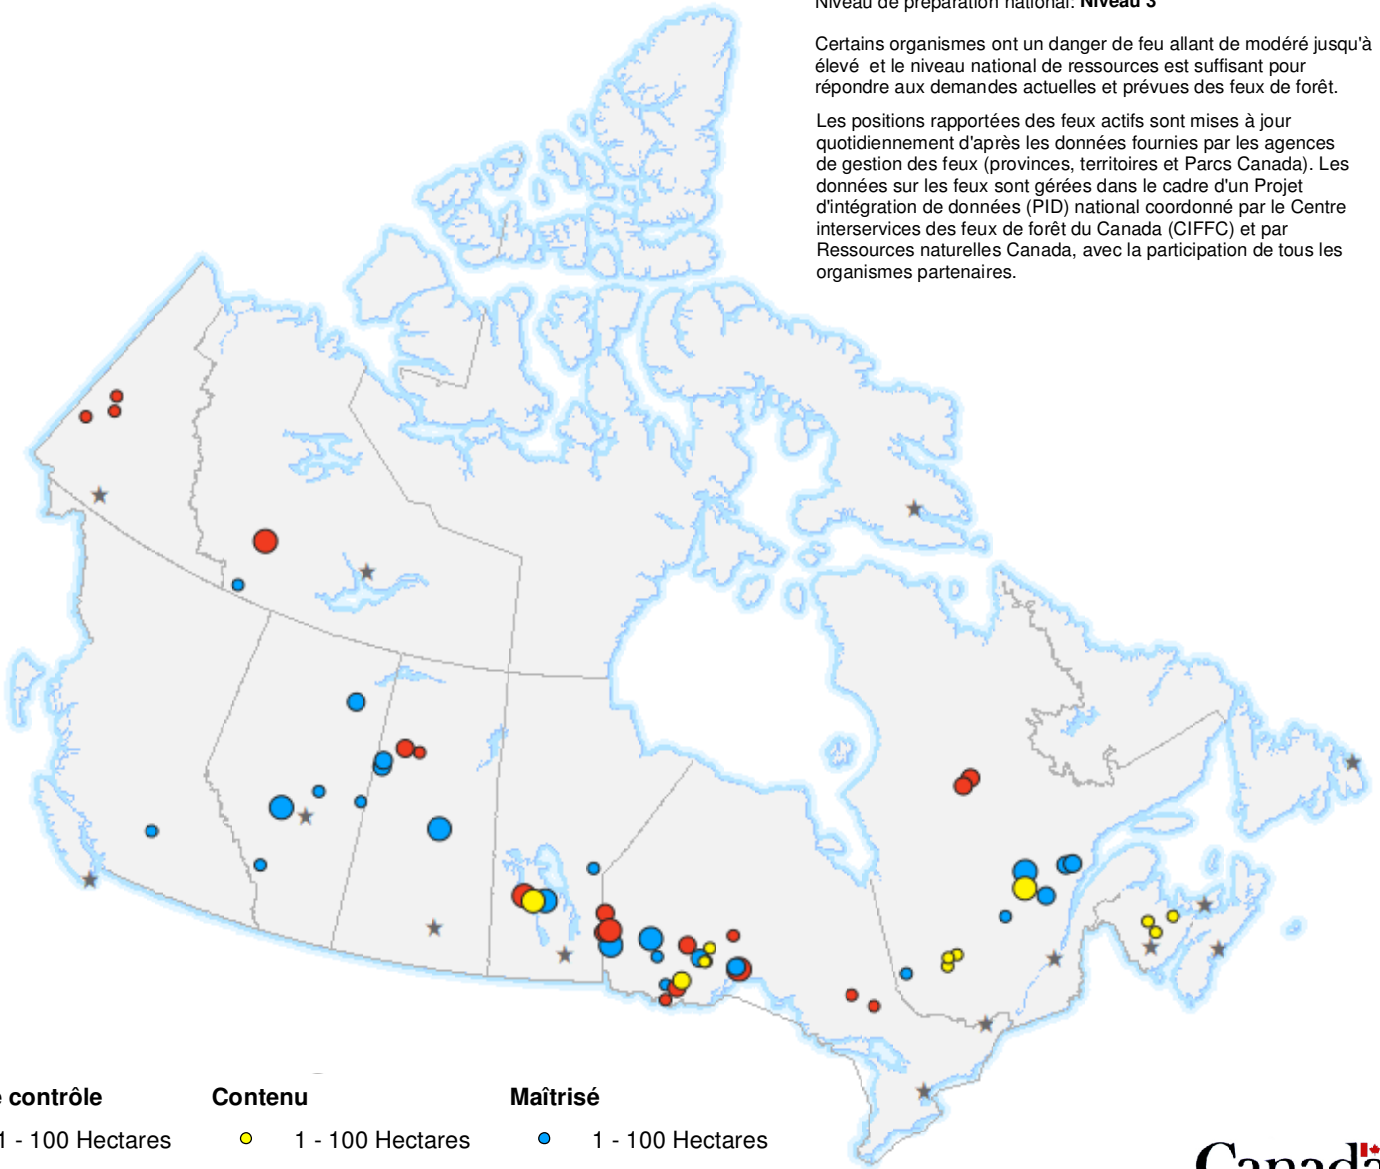 Niveau de préparation national: Niveau 3
Certains organismes ont un danger de feu allant de modéré jusqu'à
élevé et le niveau national de ressources est suffisant pour
répondre aux demandes actuelles et prévues des feux de forêt.
Les positions rapportées des feux actifs sont mises à jour
quotidiennement d'après les données fournies par les agences
de gestion des feux (provinces, territoires et Parcs Canada). Les
données sur les feux sont gérées dans le cadre d'un Projet
d'intégration de données (PID) national coordonné par le Centre
interservices des feux de forêt du Canada (CIFFC) et par
Ressources naturelles Canada, avec la participation de tous les
organismes partenaires.
contrôle Contenu Maîtrisé
1 - 100 Hectares 1 - 100 Hectares 1 - 100 Hectares
Canada